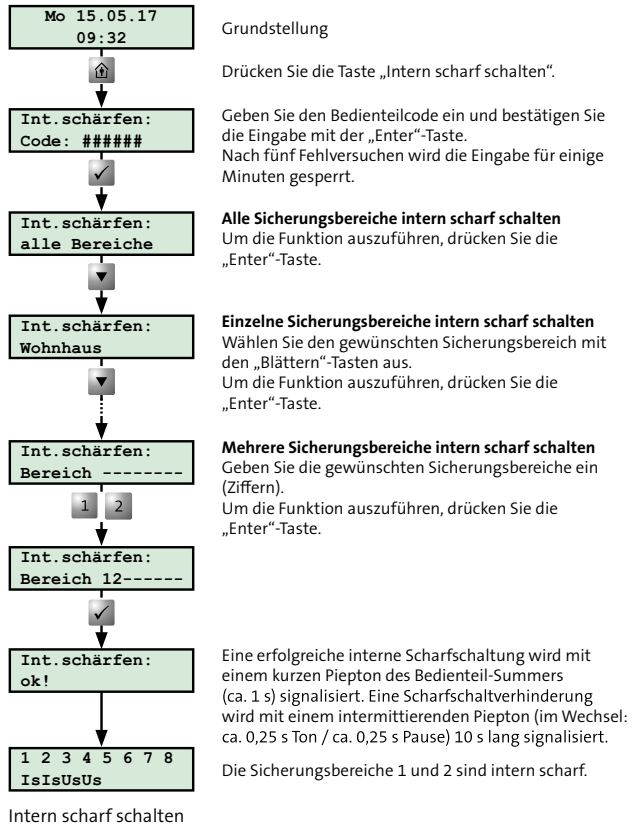 Mo 15.05.17
09:32
Grundstellung
Drücken Sie die Taste „Intern scharf schalten“.
Int.schärfen:
Code: ######
Geben Sie den Bedienteilcode ein und bestätigen Sie
die Eingabe mit der „Enter“-Taste.
Nach fünf Fehlversuchen wird die Eingabe für einige
Minuten gesperrt.
Int.schärfen:
alle Bereiche
Alle Sicherungsbereiche intern scharf schalten
Um die Funktion auszuführen, drücken Sie die
„Enter“-Taste.
Int.schärfen:
Wohnhaus
Einzelne Sicherungsbereiche intern scharf schalten
Wählen Sie den gewünschten Sicherungsbereich mit
den „Blättern“-Tasten aus.
Um die Funktion auszuführen, drücken Sie die
„Enter“-Taste.
Int.schärfen:
Bereich --------
Mehrere Sicherungsbereiche intern scharf schalten
Geben Sie die gewünschten Sicherungsbereiche ein
(Ziffern).
Um die Funktion auszuführen, drücken Sie die
„Enter“-Taste.
1 2
Int.schärfen:
Bereich 12------
Int.schärfen:
ok!
Eine erfolgreiche interne Scharfschaltung wird mit
einem kurzen Piepton des Bedienteil-Summers
(ca. 1 s) signalisiert. Eine Scharfschaltverhinderung
wird mit einem intermittierenden Piepton (im Wechsel:
ca. 0,25 s Ton / ca. 0,25 s Pause) 10 s lang signalisiert.
1 2 3 4 5 6 7 8
IsIsUsUs
Die Sicherungsbereiche 1 und 2 sind intern scharf.
Intern scharf schalten